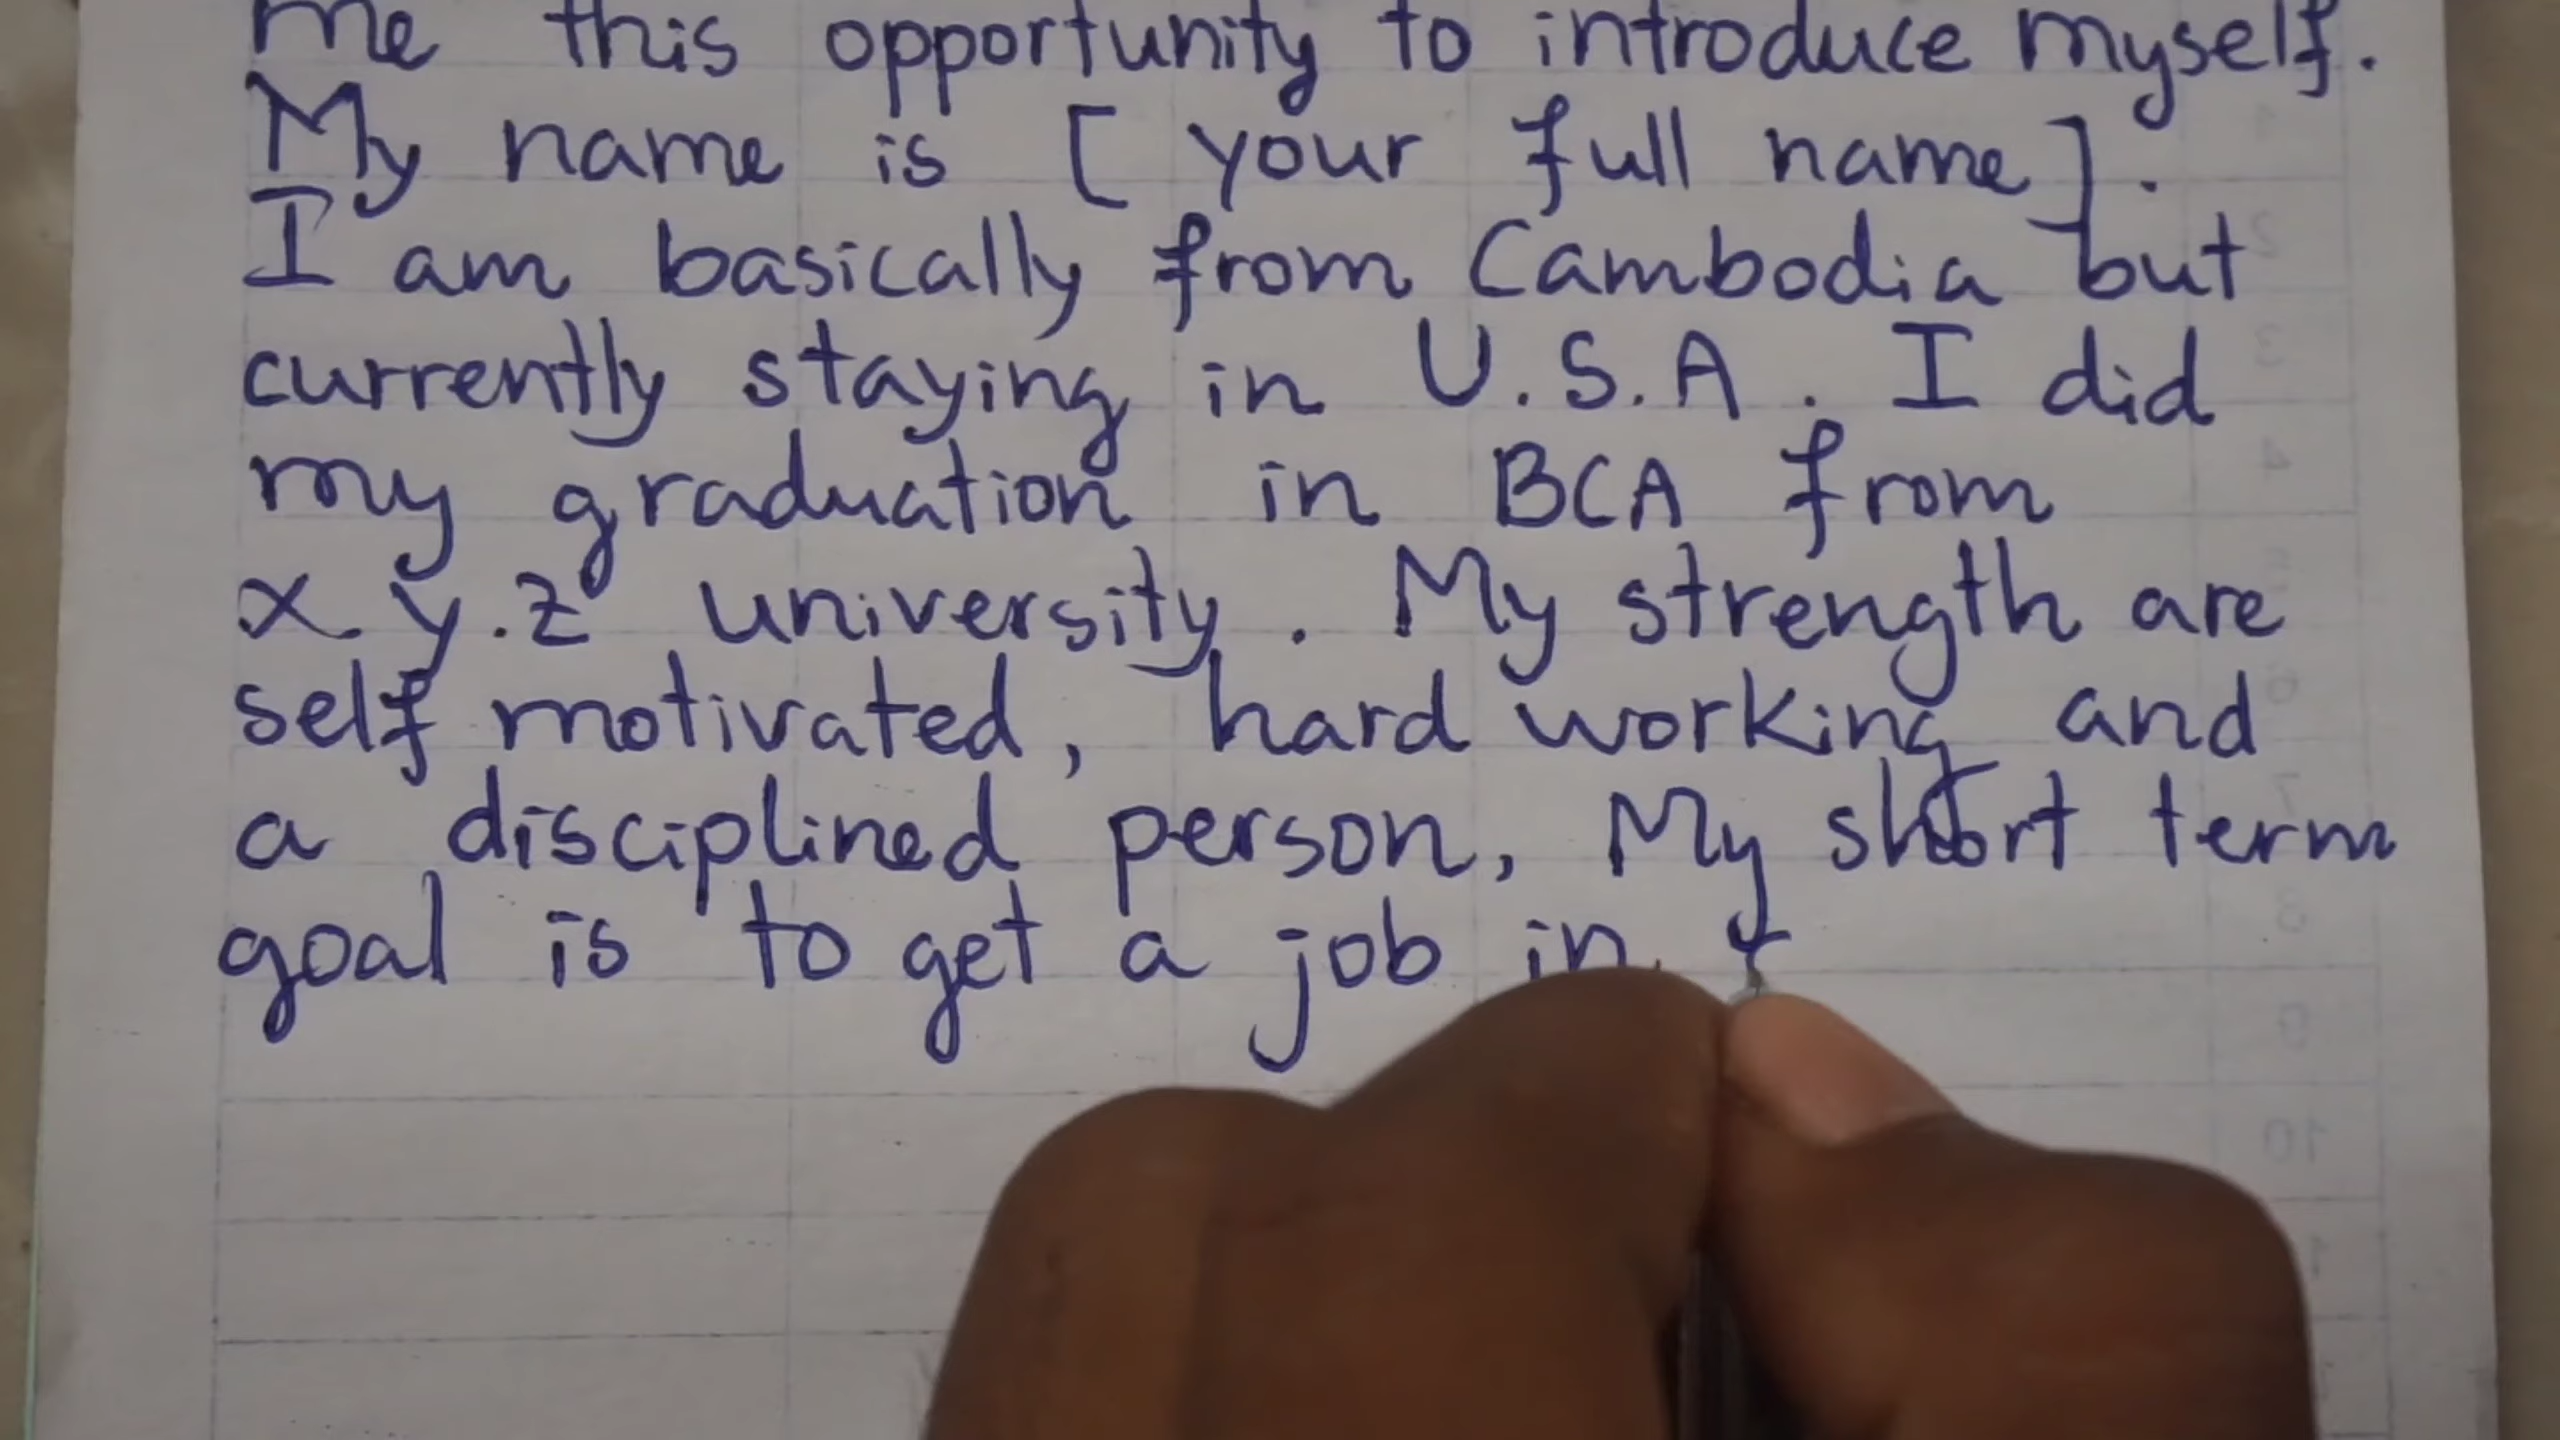 me this opportunity to introduce myself.
My name is [ your full name ].
I am basically from Cambodia but
currently staying in U.S.A. I did
my graduation in BCA from
x.y.z university. My strength are
self motivated, hard working and
a disciplined person, My short term
goal is to get a job in